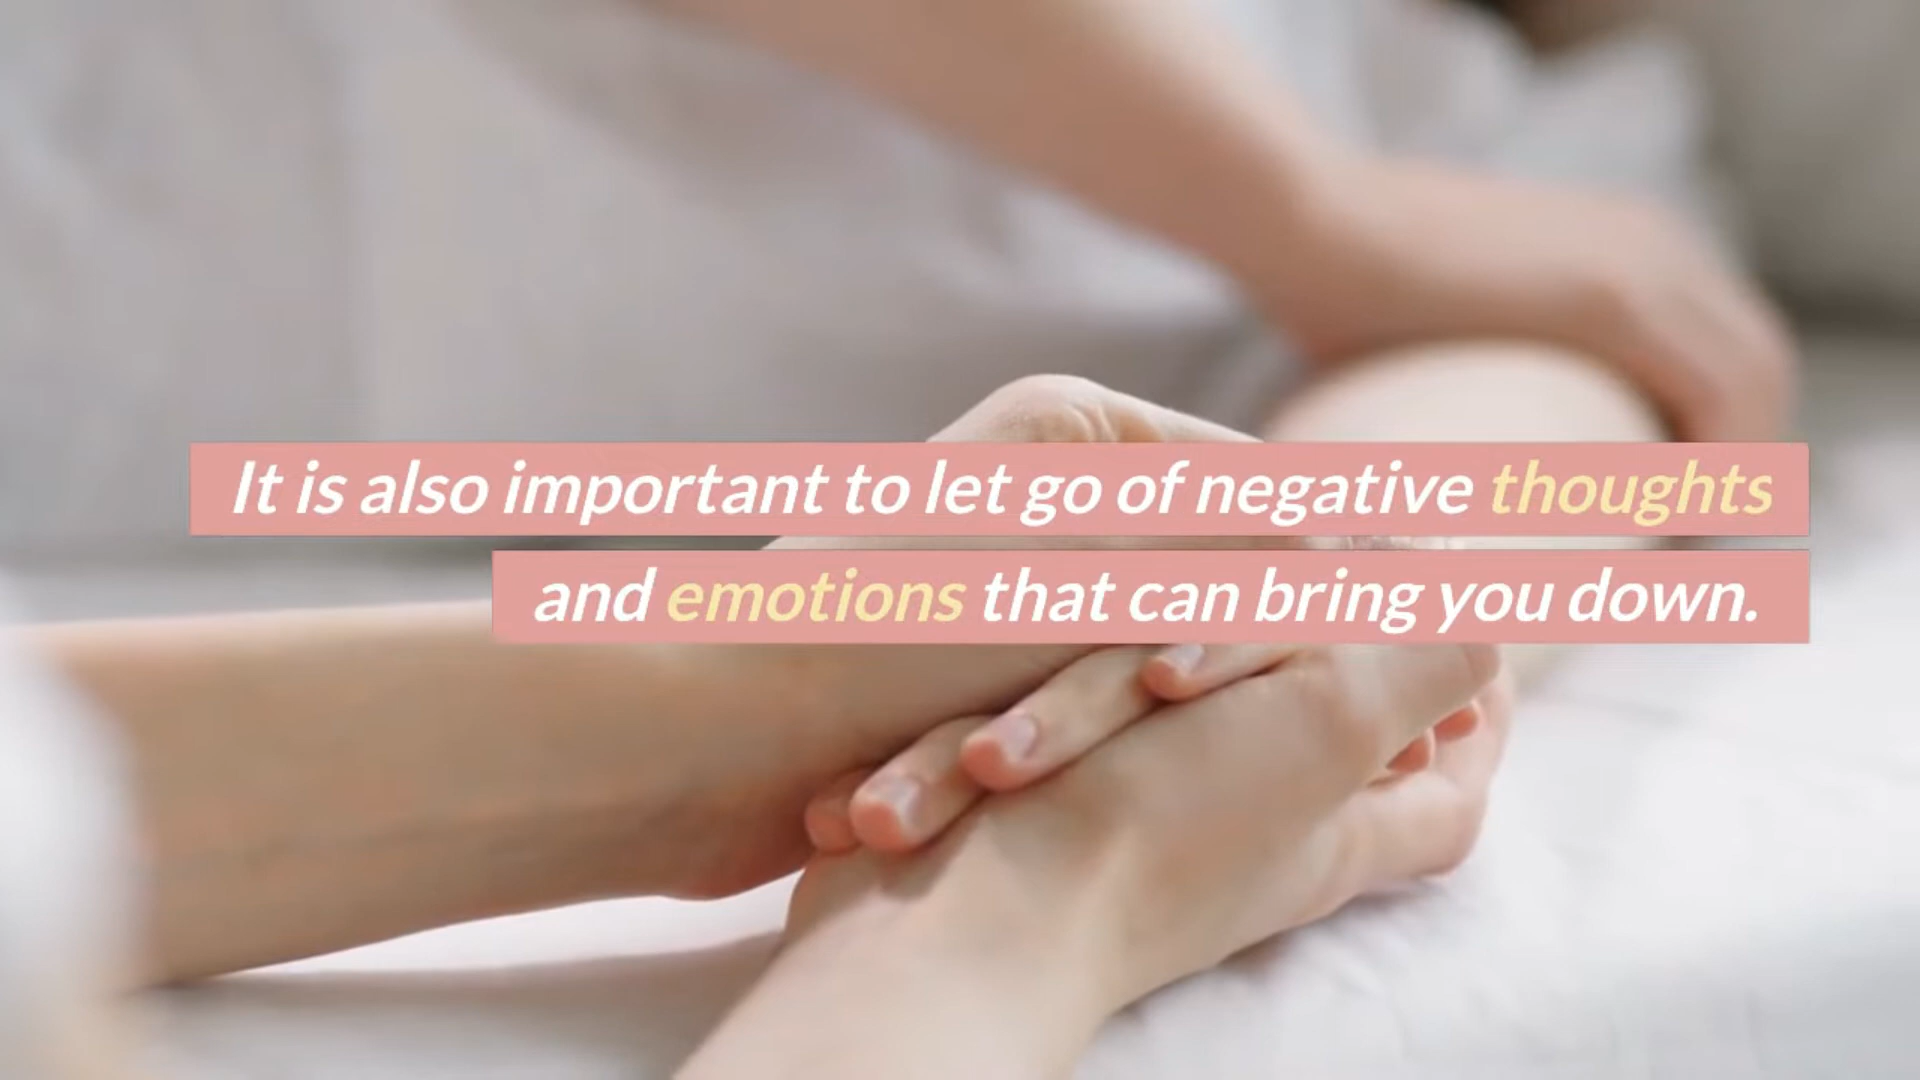 It is also important to let go of negative thoughts
and emotions that can bring you down.